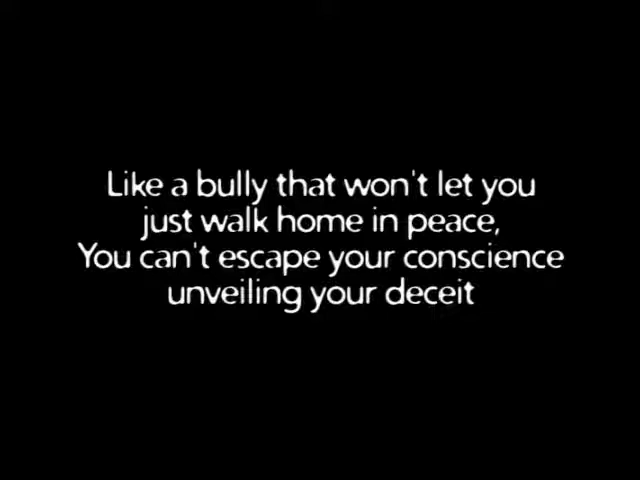 Like a bully that won't let you
just walk home in peace,
You can't escape your conscience
unveiling your deceit